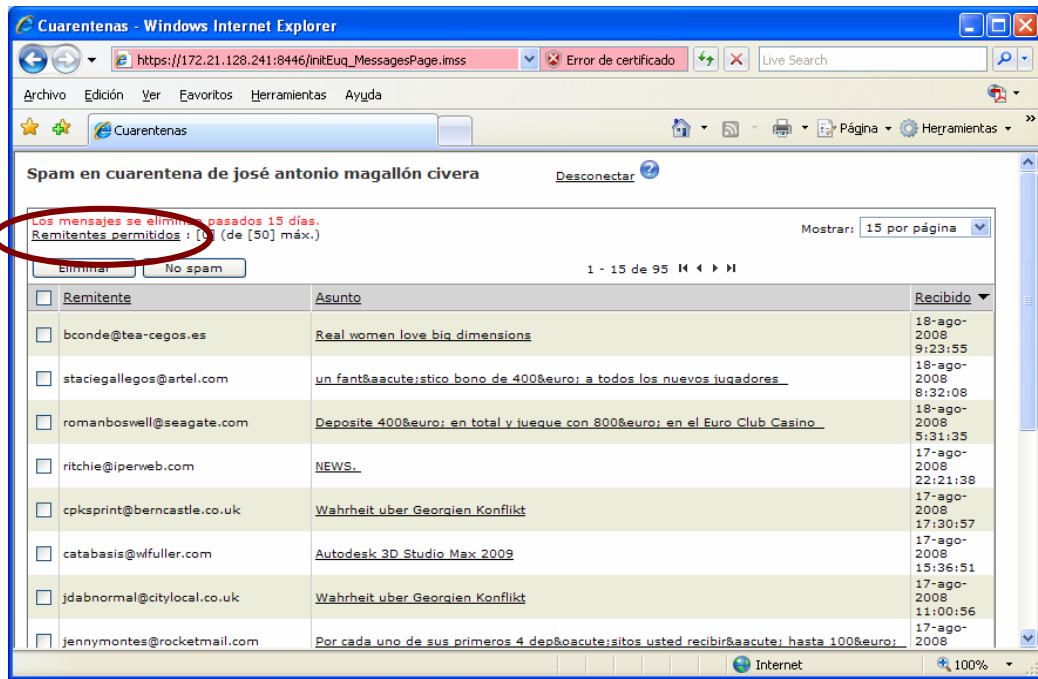 Cuarentenas - Windows Internet Explorer
https://172.21.128.241:8446/initEuq_MessagesPage.imss
Error de certificado
Live Search
Archivo Edición Ver Favoritos Herramientas Ayuda
Cuarentenas
Página
Herramientas
»
Spam en cuarentena de josé antonio magallón civera
Desconectar
?
Los mensajes se eliminan pasados 15 días.
Remitentes permitidos : [0] (de [50] máx.)
Mostrar: 15 por página
Eliminar
No spam
1 - 15 de 95
Remitente Asunto Recibido
bconde@tea-cegos.es Real women love big dimensions 18-ago-
2008
9:23:55
staciegallegos@artel.com un fant&aacute;stico bono de 400&euro; a todos los nuevos jugadores 18-ago-
2008
8:32:08
romanboswell@seagate.com Deposite 400&euro; en total y juegue con 800&euro; en el Euro Club Casino 18-ago-
2008
5:31:35
ritchie@iperweb.com NEWS. 17-ago-
2008
22:21:38
cpksprint@berncastle.co.uk Wahrheit uber Georgien Konflikt 17-ago-
2008
17:30:57
catabasis@wlfuller.com Autodesk 3D Studio Max 2009 17-ago-
2008
15:36:51
jdabnormal@citylocal.co.uk Wahrheit uber Georgien Konflikt 17-ago-
2008
11:00:56
jennymontes@rocketmail.com Por cada uno de sus primeros 4 dep&oacute;sitos usted recibir&aacute; hasta 100&euro; 17-ago-
2008
Internet
100%